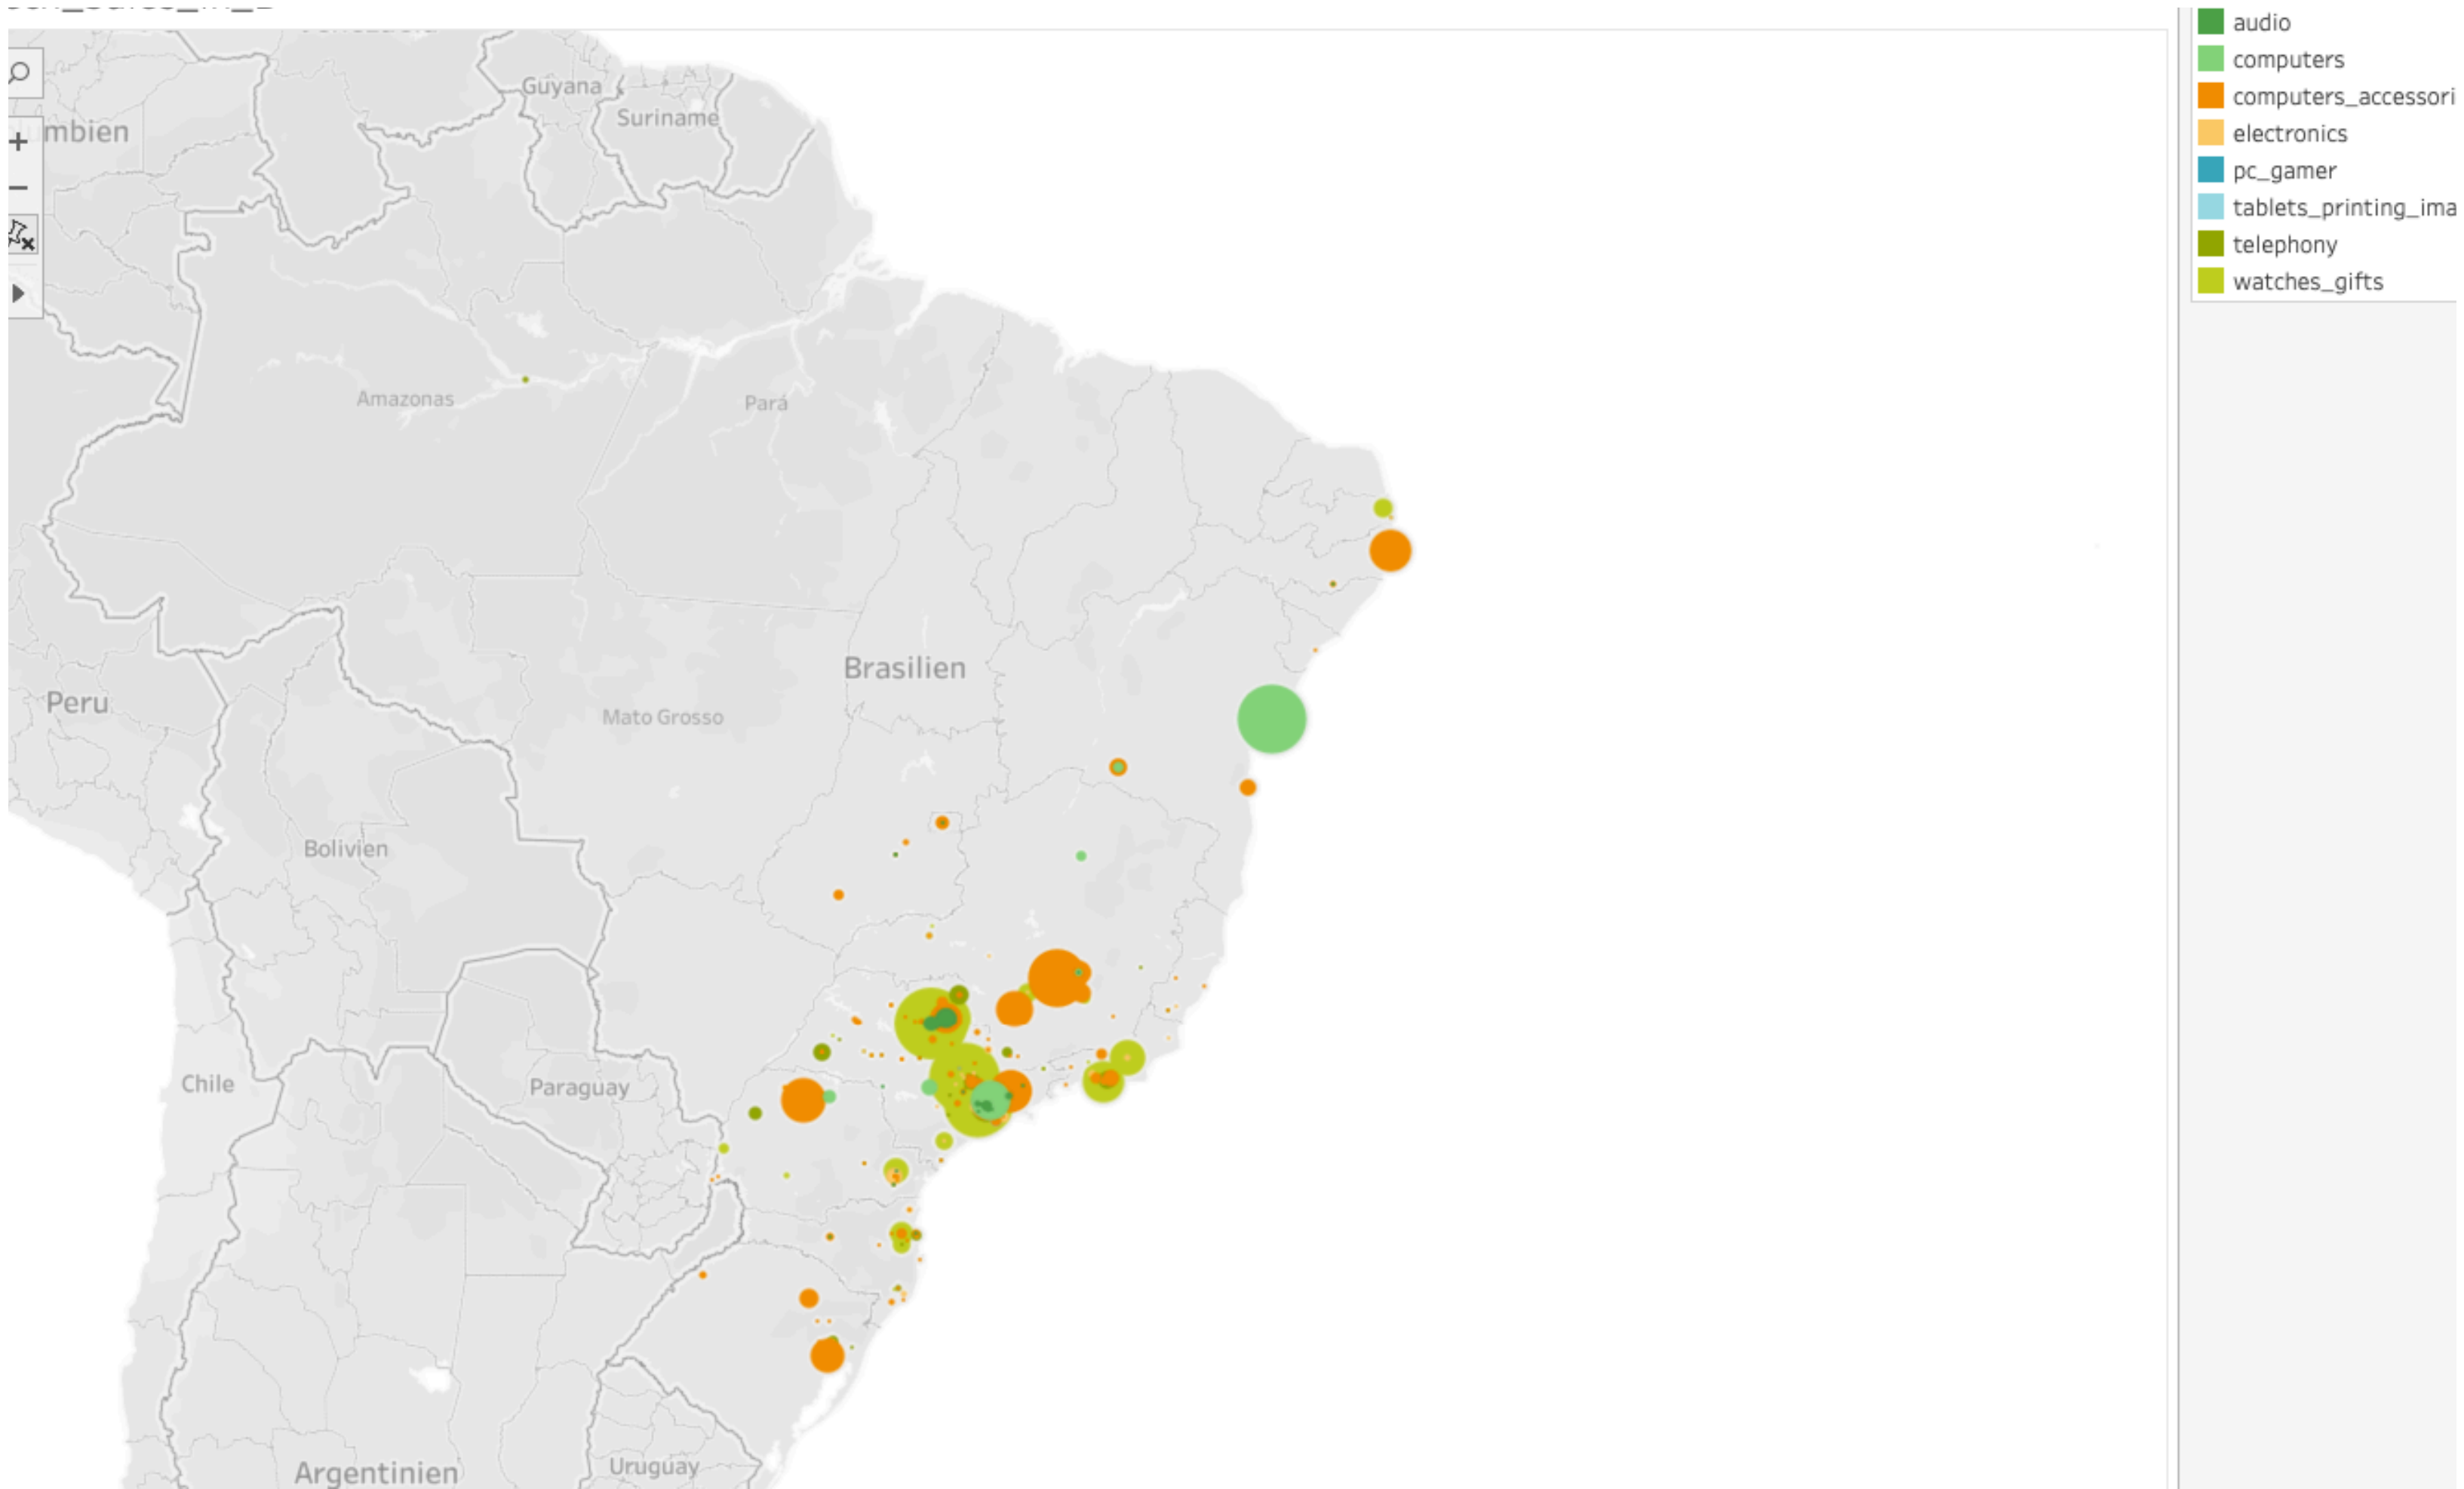 audio
computers
computers_accessori
electronics
pc_gamer
tablets_printing_ima
telephony
watches_gifts
Guyana
Suriname
mbien
Amazonas
Pará
Brasilien
Peru
Mato Grosso
Bolivien
Chile
Paraguay
Argentinien
Uruguay